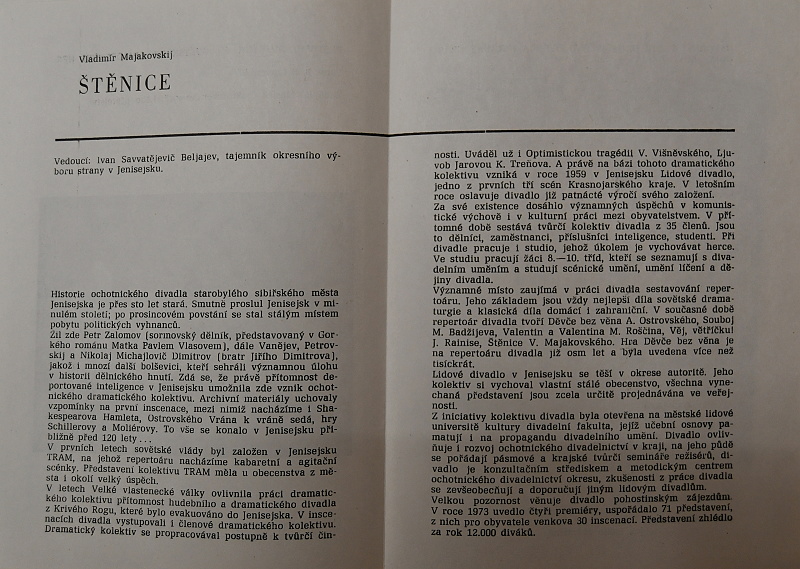 Vladimír Majakovskij
ŠTĚNICE
Vedoucí: Ivan Savvatějevič Beljajev, tajemník okresního vý-
boru strany v Jenisejsku.
Historie ochotnického divadla starobylého sibiřského města
Jenisejska je přes sto let stará. Smutně proslul Jenisejsk v mi-
nulém století; po prosincovém povstání se stal stálým místem
pobytu politických vyhnanců.
Žil zde Petr Zalomov (sormovský dělník, představovaný v Gor-
kého románu Matka Pavlem Vlasovem), dále Vanějev, Petrov-
skij a Nikolaj Michajlovič Dimitrov (bratr Jiřího Dimitrova),
jakož i mnozí další bolševici, kteří sehráli významnou úlohu
v historii dělnického hnutí. Zdá se, že právě přítomnost de-
portované inteligence v Jenisejsku umožnila zde vznik ochot-
nického dramatického kolektivu. Archivní materiály uchovaly
vzpomínky na první inscenace, mezi nimiž nacházíme i Sha-
kespearova Hamleta, Ostrovského Vrána k vráně sedá, hry
Schillerovy a Moliérovy. To vše se konalo v Jenisejsku při-
bližně před 120 lety...
V prvních letech sovětské vlády byl založen v Jenisejsku
TRAM, na jehož repertoáru nacházíme kabaretní a agitační
scénky. Představení kolektivu TRAM měla u obecenstva z mě-
sta i okolí velký úspěch.
V letech Velké vlastenecké války ovlivnila práci dramatic-
kého kolektivu přítomnost hudebního a dramatického divadla
z Krivého Rogu, které bylo evakuováno do Jenisejska. V insce-
nacích divadla vystupovali i členové dramatického kolektivu.
Dramatický kolektiv se propracovával postupně k tvůrčí čin-
nosti. Uváděl už i Optimistickou tragédii V. Višněvského, Lju-
vob Jarovou K. Treňova. A právě na bázi tohoto dramatického
kolektivu vzniká v roce 1959 v Jenisejsku Lidové divadlo,
jedno z prvních tří scén Krasnojarského kraje. V letošním
roce oslavuje divadlo již patnácté výročí svého založení.
Za své existence dosáhlo významných úspěchů v komunis-
tické výchově i v kulturní práci mezi obyvatelstvem. V pří-
tomné době sestává tvůrčí kolektiv divadla z 35 členů. Jsou
to dělníci, zaměstnanci, příslušníci inteligence, studenti. Při
divadle pracuje i studio, jehož úkolem je vychovávat herce.
Ve studiu pracují žáci 8.—10. tříd, kteří se seznamují s diva-
delním uměním a studují scénické umění, umění líčení a dě-
jiny divadla.
Významné místo zaujímá v práci divadla sestavování reper-
toáru. Jeho základem jsou vždy nejlepší díla sovětské drama-
turgie a klasická díla domácí i zahraniční. V současné době
repertoár divadla tvoří Děvče bez věna A. Ostrovského, Souboj
M. Badžijeva, Valentin a Valentina M. Roščina, Věj, větříčku!
J. Rainise, Štěnice V. Majakovského. Hra Děvče bez věna je
na repertoáru divadla již osm let a byla uvedena více než
tisíckrát.
Lidové divadlo v Jenisejsku se těší v okrese autoritě. Jeho
kolektiv si vychoval vlastní stálé obecenstvo, všechna vyne-
chaná představení jsou zcela určitě projednávána ve veřej-
nosti.
Z iniciativy kolektivu divadla byla otevřena na městské lidové
universitě kultury divadelní fakulta, jejíž učební osnovy pa-
matují i na propagandu divadelního umění. Divadlo ovliv-
ňuje i rozvoj ochotnického divadelnictví v kraji, na jeho půdě
se pořádají pásmové a krajské tvůrčí semináře režisérů, di-
vadlo je konzultačním střediskem a metodickým centrem
ochotnického divadelnictví okresu, zkušenosti z práce divadla
se zevšeobecňují a doporučují jiným lidovým divadlům.
Velkou pozornost věnuje divadlo pohostinským zájezdům.
V roce 1973 uvedlo čtyři premiéry, uspořádalo 71 představení,
z nich pro obyvatele venkova 30 inscenací. Představení zhlédlo
za rok 12.000 diváků.